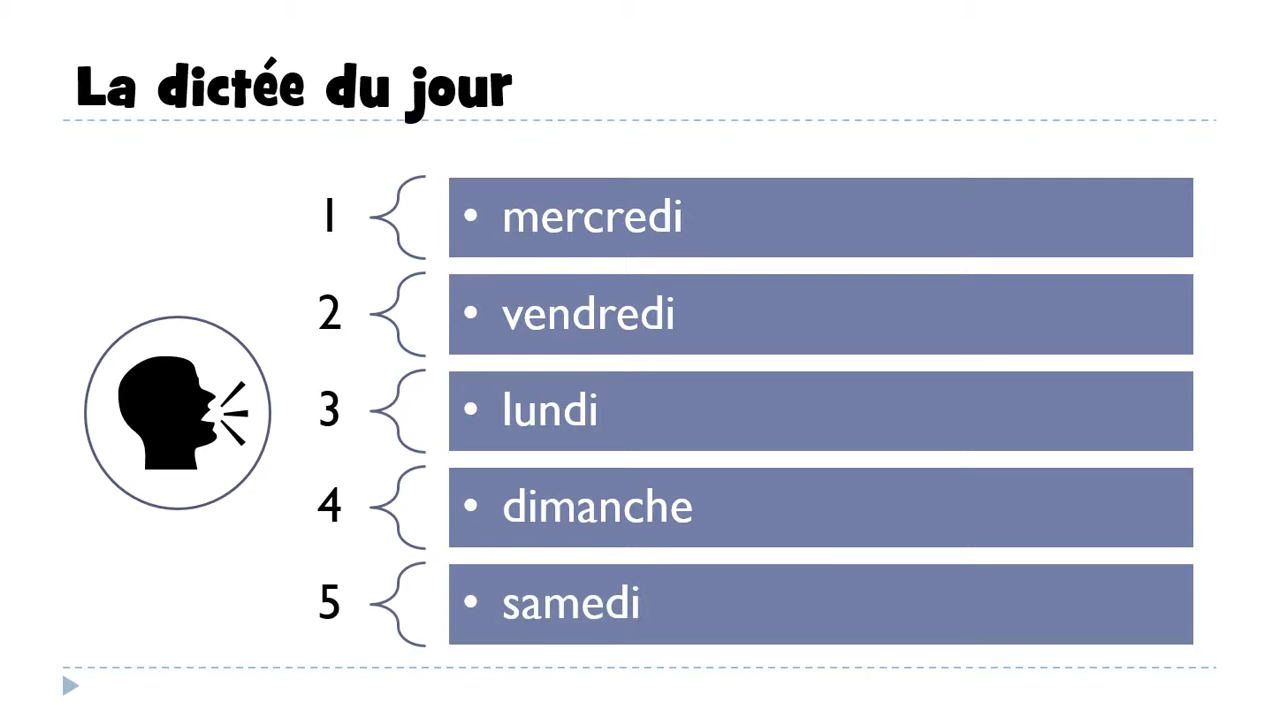 La dictée du jour
1 • mercredi
2 • vendredi
3 • lundi
4 • dimanche
5 • samedi